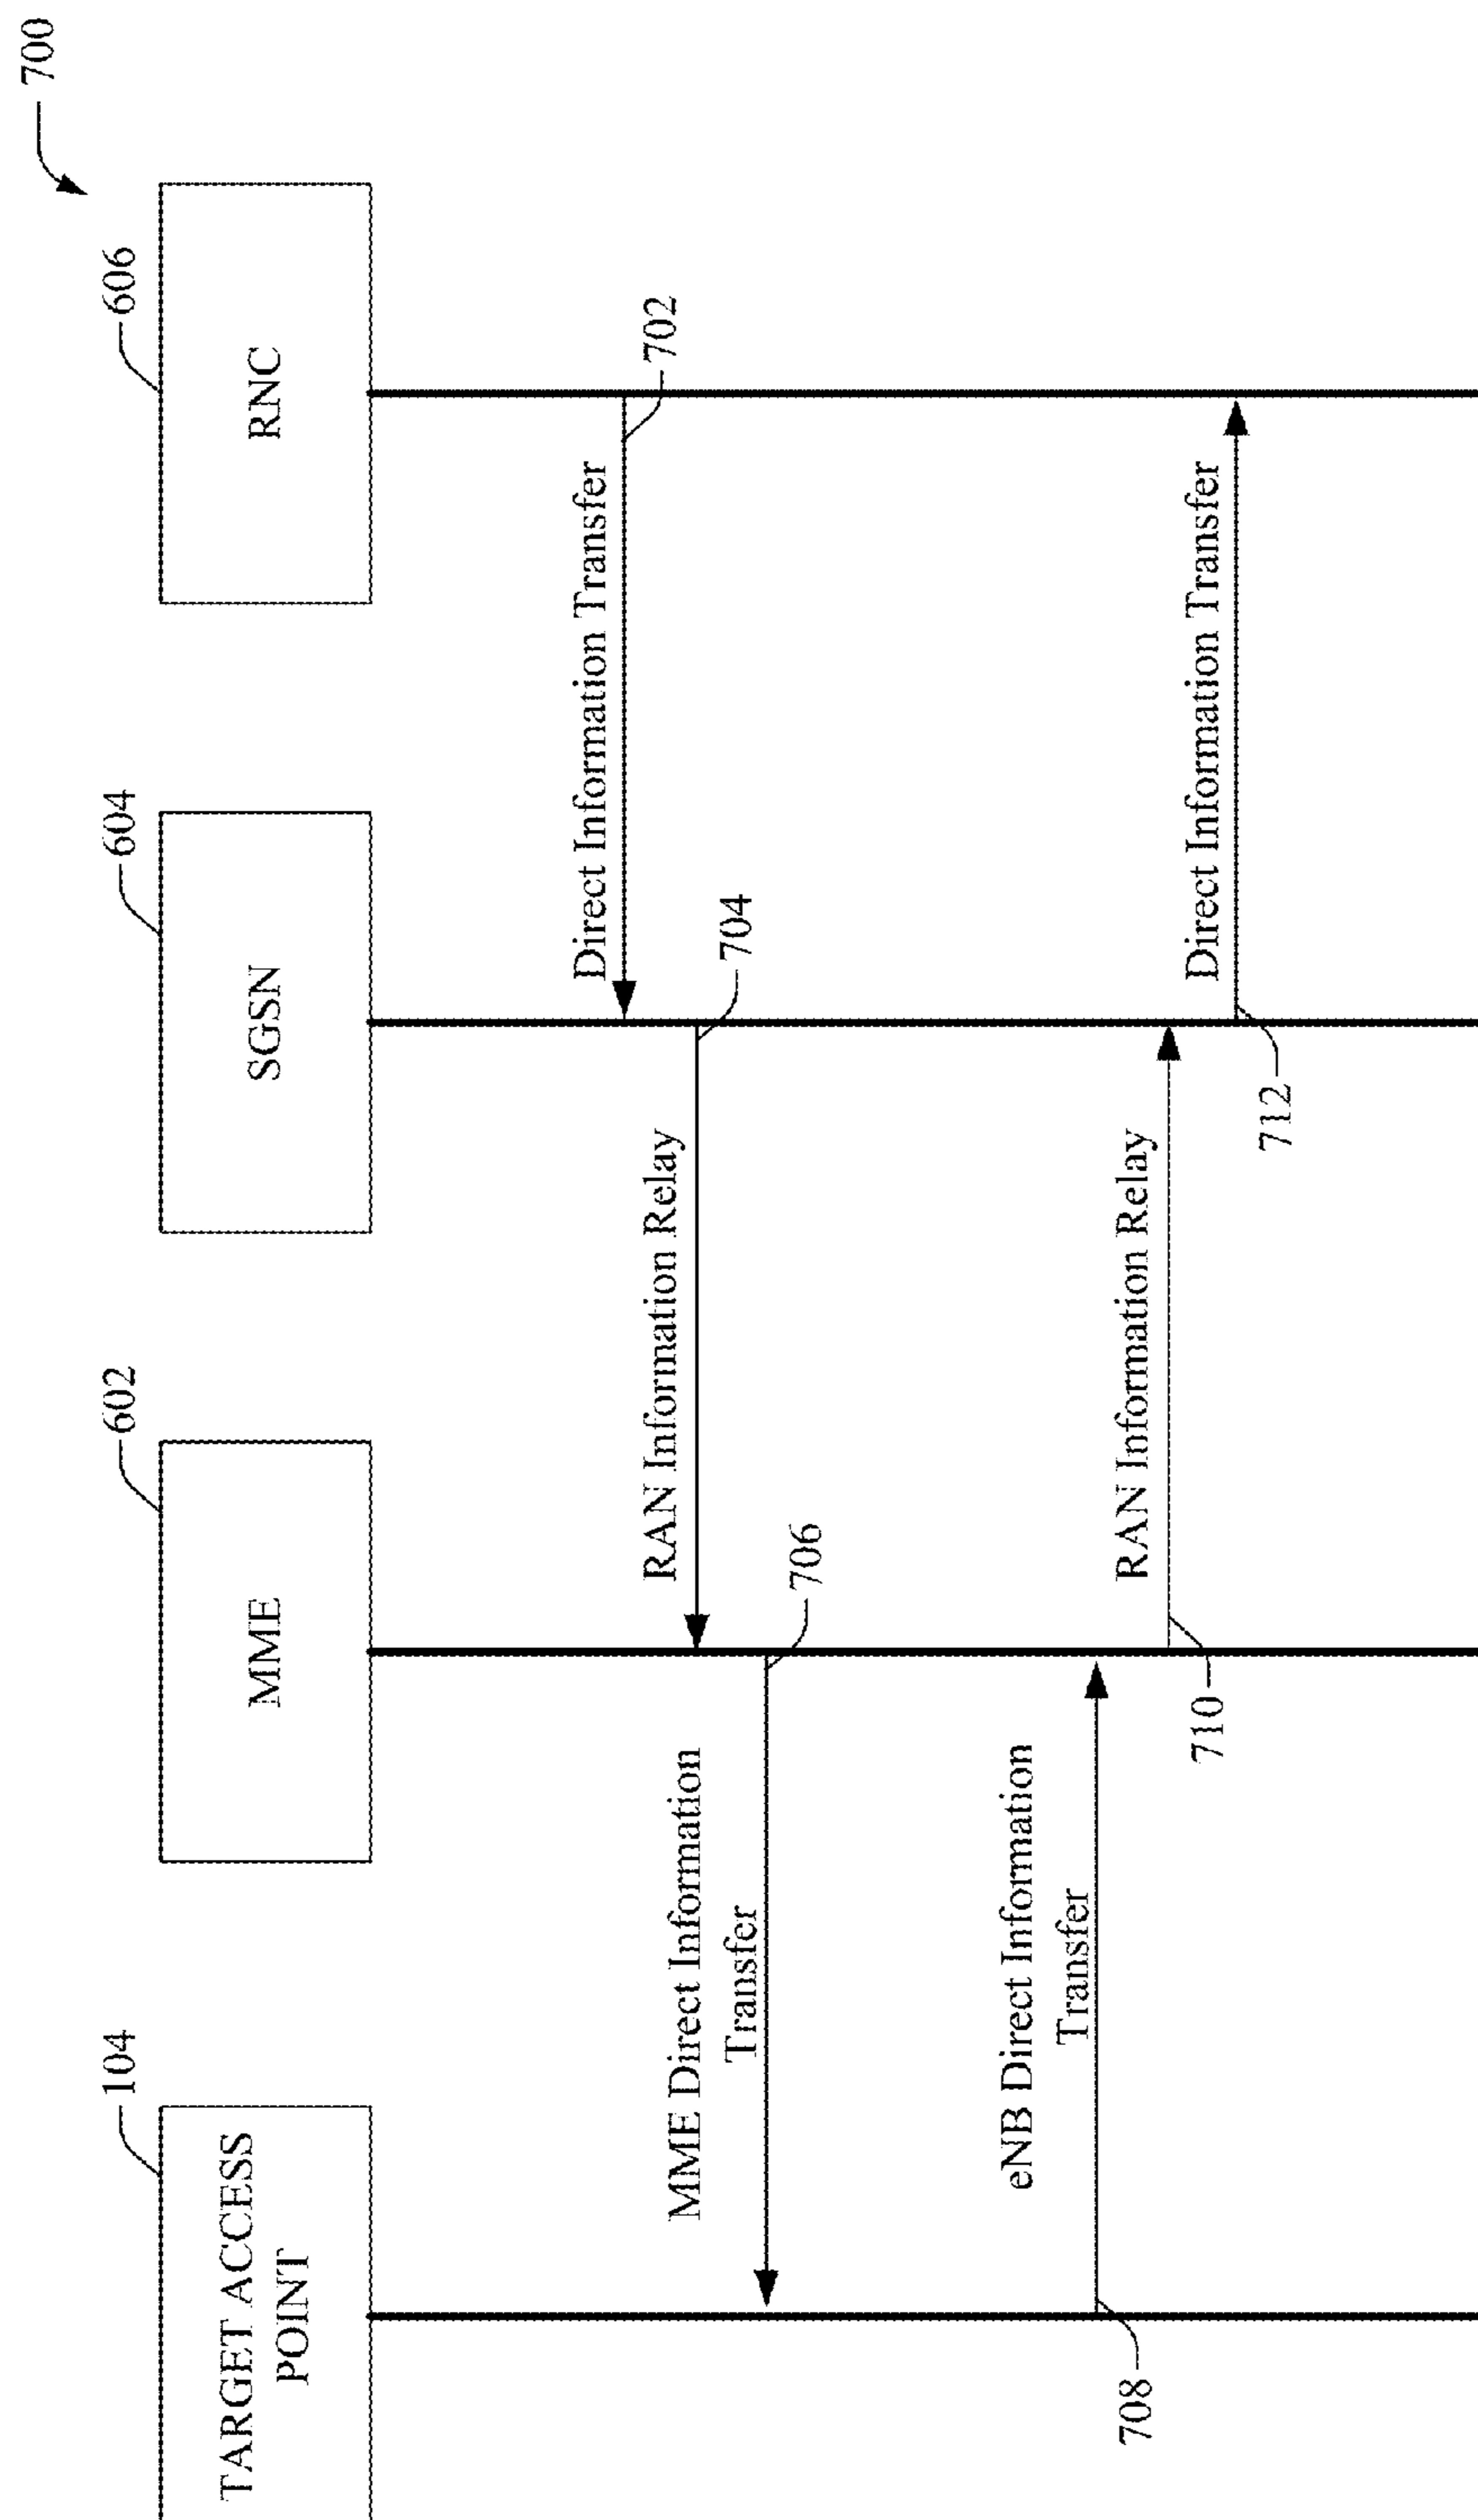 700
104
602
604
606
TARGET ACCESS
POINT
MME
SGSN
RNC
Direct Information Transfer
702
RAN Information Relay
704
MME Direct Information
Transfer
706
eNB Direct Information
Transfer
708
RAN Information Relay
710
Direct Information Transfer
712